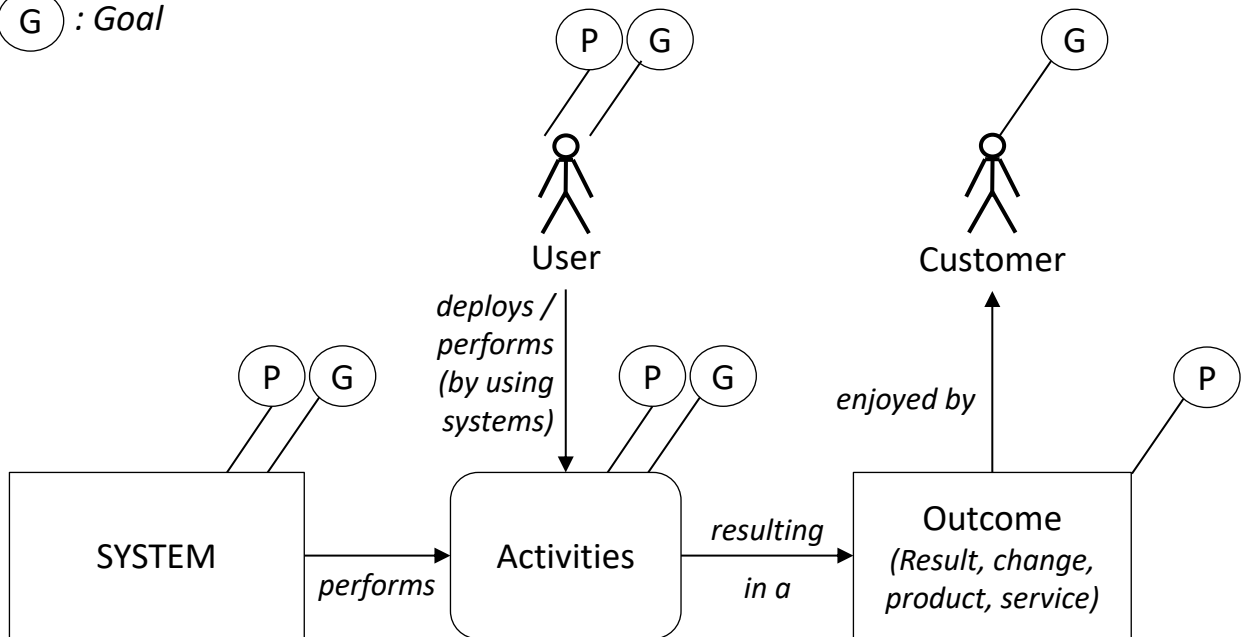 G : Goal
P G
G
User
Customer
deploys /
performs
(by using
systems)
P G
P G
enjoyed by
P
SYSTEM
performs
Activities
resulting
in a
Outcome
(Result, change,
product, service)